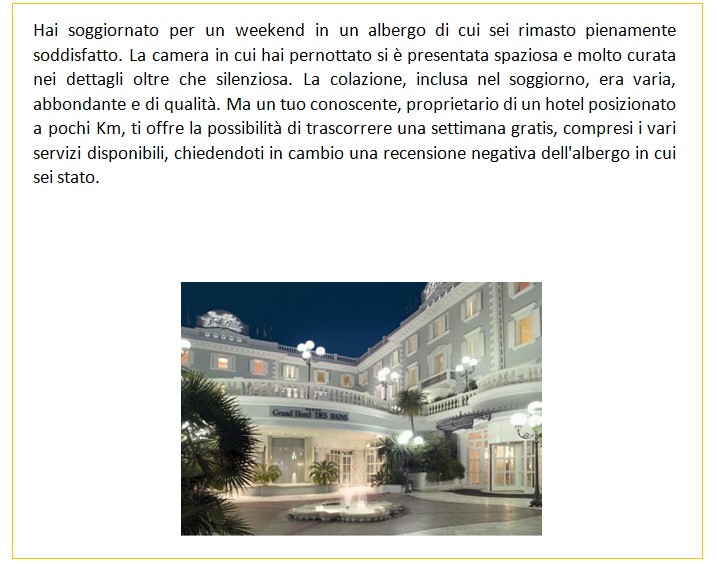 Hai soggiornato per un weekend in un albergo di cui sei rimasto pienamente
soddisfatto. La camera in cui hai pernottato si è presentata spaziosa e molto curata
nei dettagli oltre che silenziosa. La colazione, inclusa nel soggiorno, era varia,
abbondante e di qualità. Ma un tuo conoscente, proprietario di un hotel posizionato
a pochi Km, ti offre la possibilità di trascorrere una settimana gratis, compresi i vari
servizi disponibili, chiedendoti in cambio una recensione negativa dell'albergo in cui
sei stato.
Grand Hotel DES BAINS